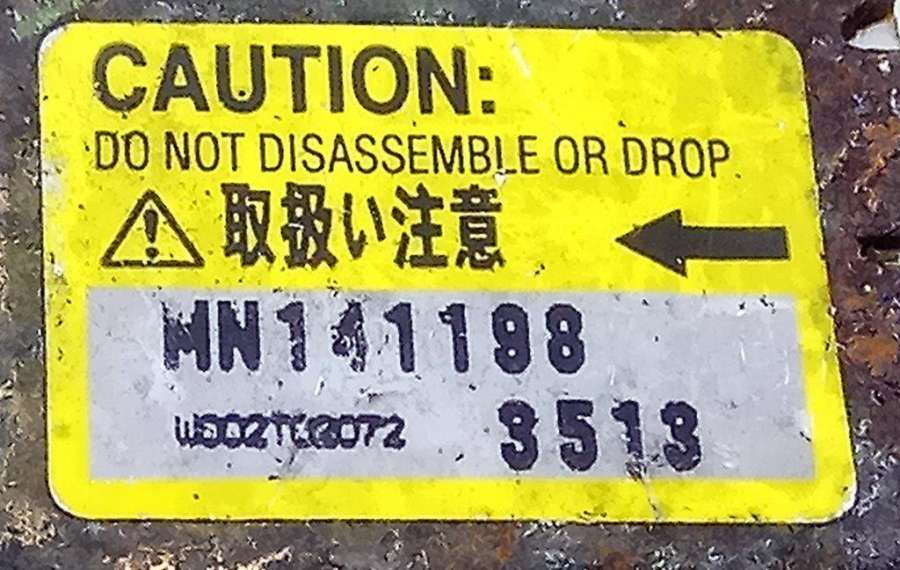 CAUTION:
DO NOT DISASSEMBLE OR DROP
取扱い注意
MN141198
3513